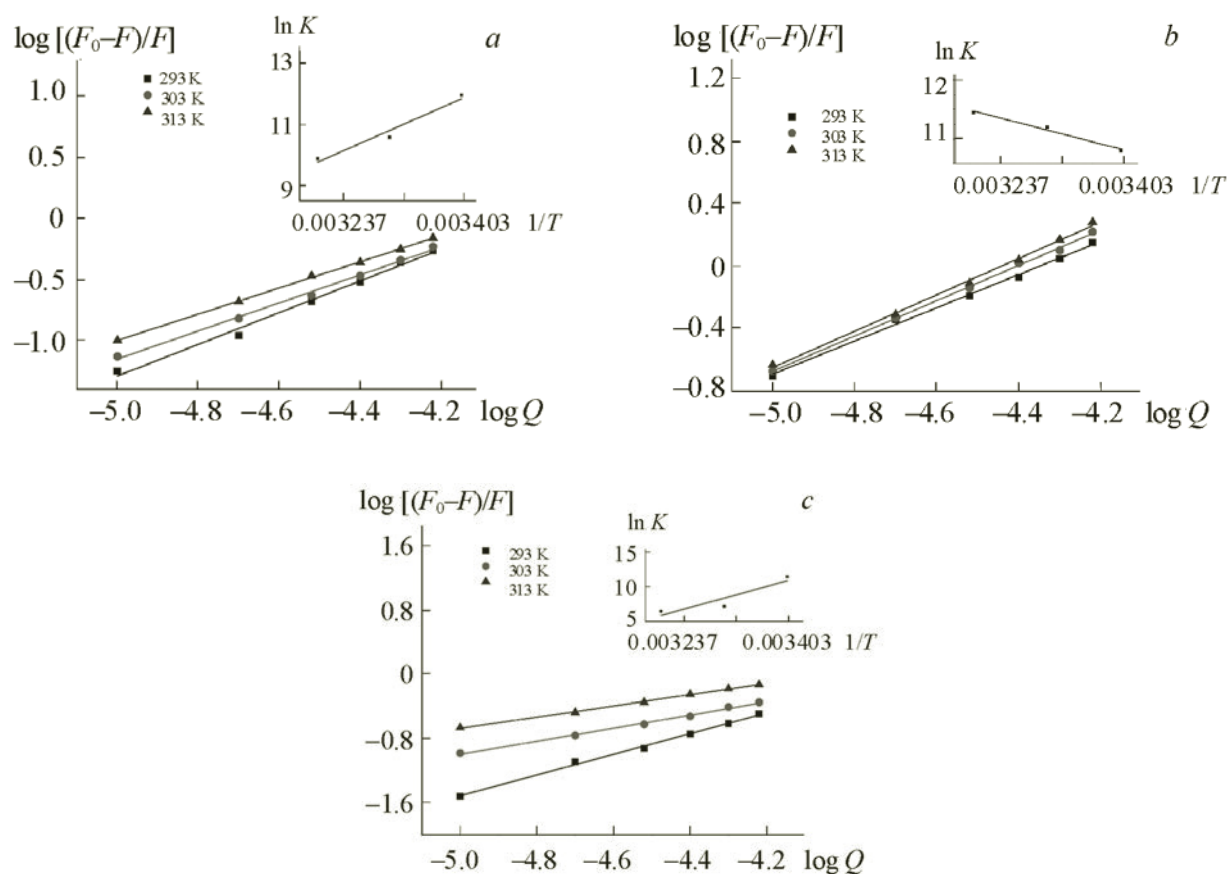 log [(F₀–F)/F]
a
293 K
303 K
313 K
1.0
0.5
0
–0.5
–1.0
–5.0 –4.8 –4.6 –4.4 –4.2 log Q
ln K
13
11
9
0.003237 0.003403 1/T
log [(F₀–F)/F]
b
293 K
303 K
313 K
1.2
0.8
0.4
0
–0.4
–0.8
–5.0 –4.8 –4.6 –4.4 –4.2 log Q
ln K
12
11
0.003237 0.003403 1/T
log [(F₀–F)/F]
c
293 K
303 K
313 K
1.6
0.8
0
–0.8
–1.6
–5.0 –4.8 –4.6 –4.4 –4.2 log Q
ln K
15
10
5
0.003237 0.003403 1/T